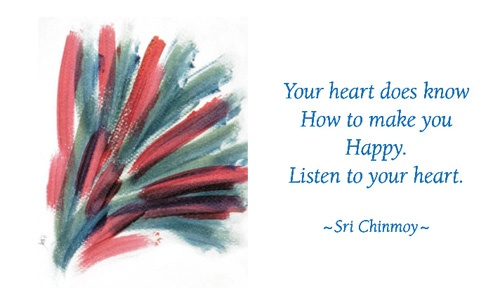 Your heart does know
How to make you
Happy.
Listen to your heart.
~Sri Chinmoy~